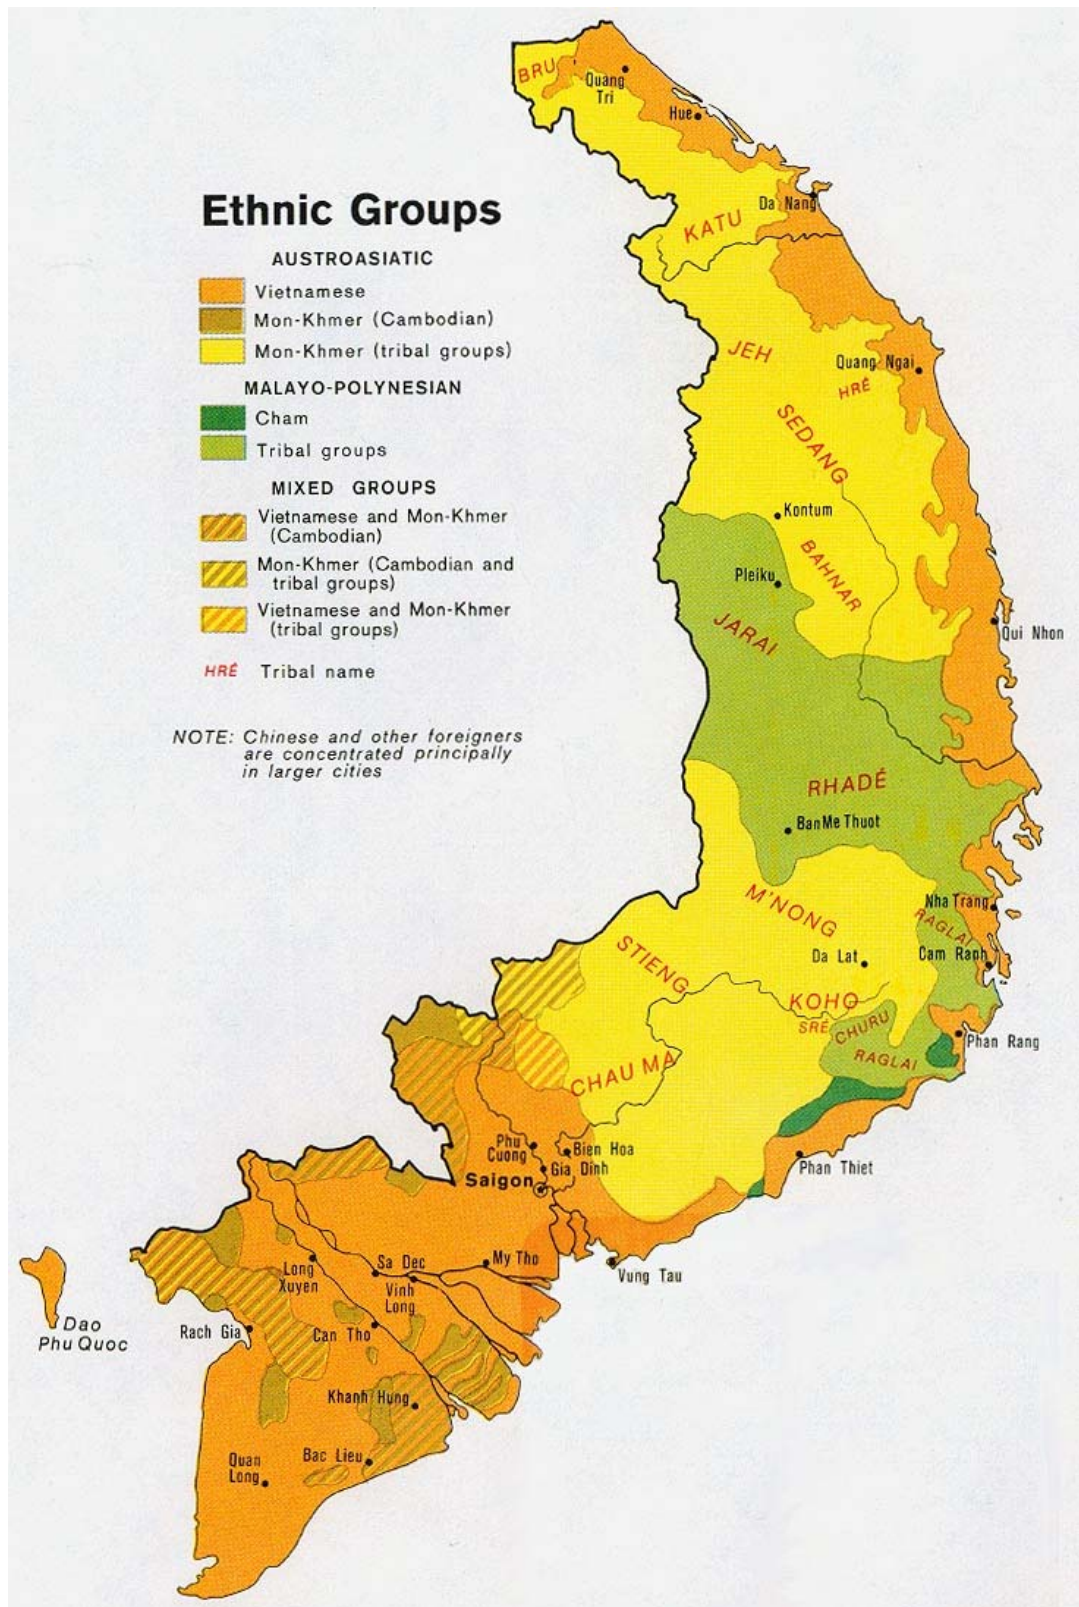 Ethnic Groups
AUSTROASIATIC
Vietnamese
Mon-Khmer (Cambodian)
Mon-Khmer (tribal groups)
MALAYO-POLYNESIAN
Cham
Tribal groups
MIXED GROUPS
Vietnamese and Mon-Khmer
(Cambodian)
Mon-Khmer (Cambodian and
tribal groups)
Vietnamese and Mon-Khmer
(tribal groups)
HRÉ Tribal name
NOTE: Chinese and other foreigners
are concentrated principally
in larger cities
BRU
Quang
Tri
Hue
Da Nang
KATU
JEH
Quang Ngai
HRÉ
SEDANG
Kontum
BAHNAR
Pleiku
JARAI
Qui Nhon
RHADÉ
BanMeThuot
M'NONG
Nha Trang
RAGLAI
STIENG
Da Lat
Cam Ranh
KOHO
SRÉ
CHURU
RAGLAI
Phan Rang
CHAU MA
Phu
Cuong
Bien Hoa
Gia Dinh
Saigon
Phan Thiet
My Tho
Vung Tau
Sa Dec
Long
Xuyen
Vinh
Long
Dao
Phu Quoc
Rach Gia
Can Tho
Khanh Hung
Quan
Long
Bac Lieu